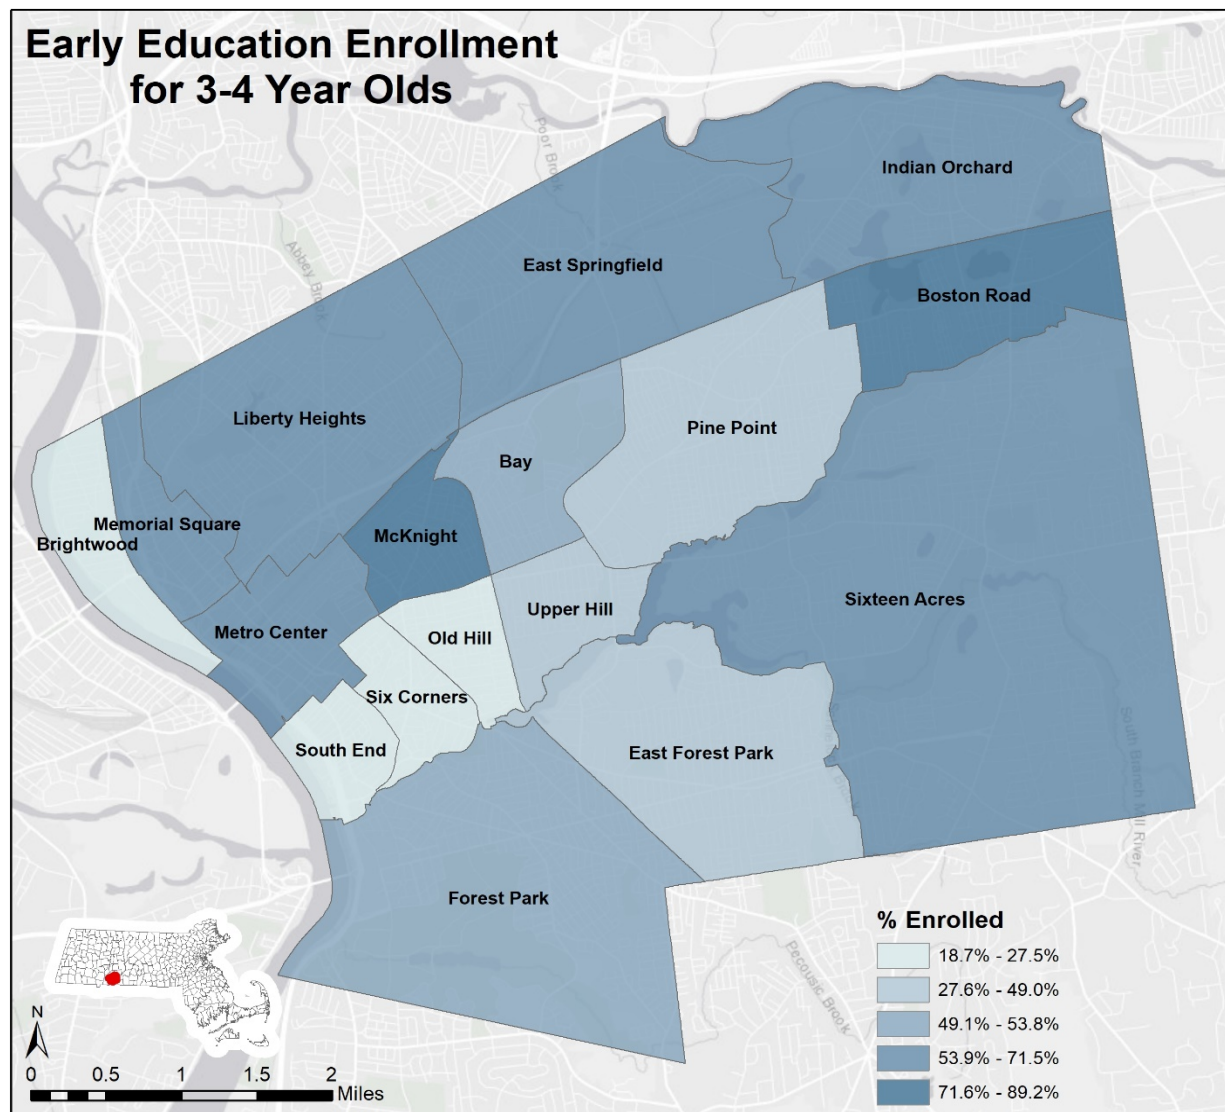 Early Education Enrollment
for 3-4 Year Olds
Poor Brook
Indian Orchard
Abbey Brook
East Springfield
Boston Road
Liberty Heights
Pine Point
Bay
Memorial Square
Brightwood
McKnight
Upper Hill
Sixteen Acres
Metro Center
Old Hill
Six Corners
South End
East Forest Park
South Branch Mill River
Forest Park
Pecousic Brook
% Enrolled
18.7% - 27.5%
27.6% - 49.0%
49.1% - 53.8%
53.9% - 71.5%
71.6% - 89.2%
N
0 0.5 1 1.5 2
Miles